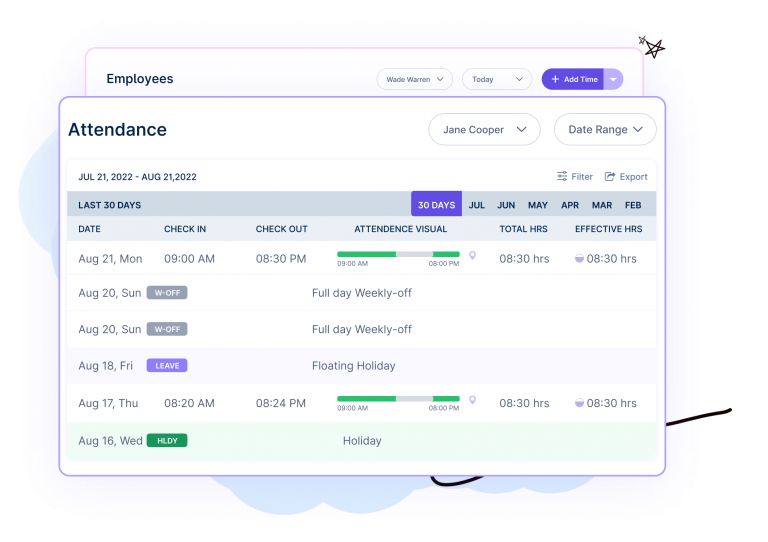 Employees
Wade Warren
Today
+ Add Time
Attendance
Jane Cooper
Date Range
JUL 21, 2022 - AUG 21,2022
Filter
Export
LAST 30 DAYS
30 DAYS JUL JUN MAY APR MAR FEB
DATE CHECK IN CHECK OUT ATTENDENCE VISUAL TOTAL HRS EFFECTIVE HRS
Aug 21, Mon 09:00 AM 08:30 PM 08:30 hrs 08:30 hrs
09:00 AM 08:00 PM
Aug 20, Sun W-OFF Full day Weekly-off
Aug 20, Sun W-OFF Full day Weekly-off
Aug 18, Fri LEAVE Floating Holiday
Aug 17, Thu 08:20 AM 08:24 PM 08:30 hrs 08:30 hrs
09:00 AM 08:00 PM
Aug 16, Wed HLDY Holiday